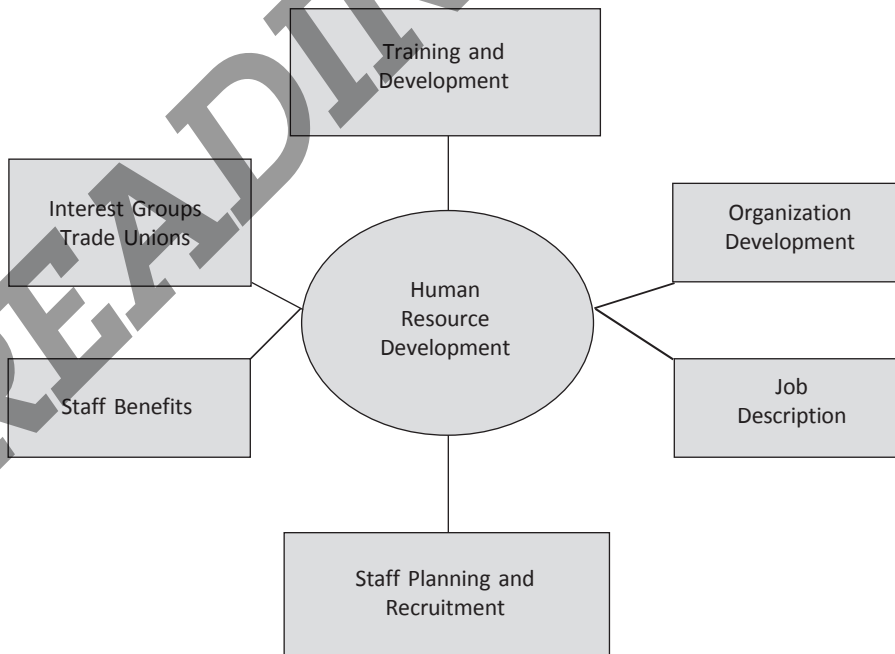 Training and
Development
Interest Groups
Trade Unions
Organization
Development
Human
Resource
Development
Staff Benefits
Job
Description
Staff Planning and
Recruitment
READIN